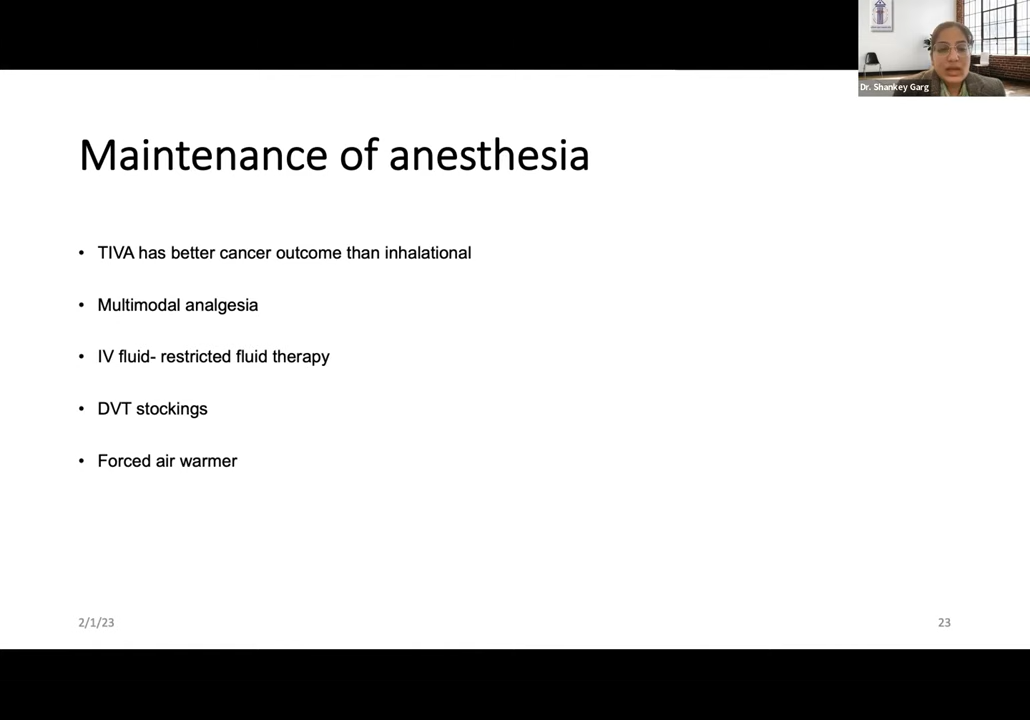 Dr. Shankey Garg
Maintenance of anesthesia
• TIVA has better cancer outcome than inhalational
• Multimodal analgesia
• IV fluid- restricted fluid therapy
• DVT stockings
• Forced air warmer
2/1/23
23